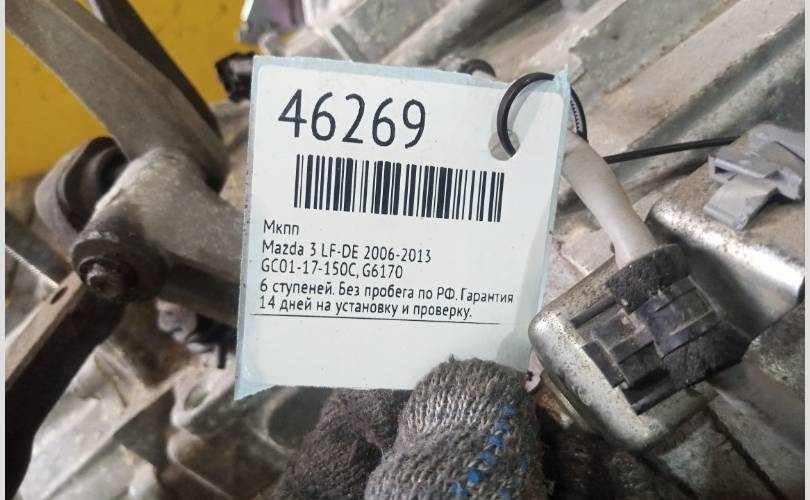 46269
Мкпп
Mazda 3 LF-DE 2006-2013
GC01-17-150C, G6170
6 ступеней. Без пробега по РФ. Гарантия
14 дней на установку и проверку.